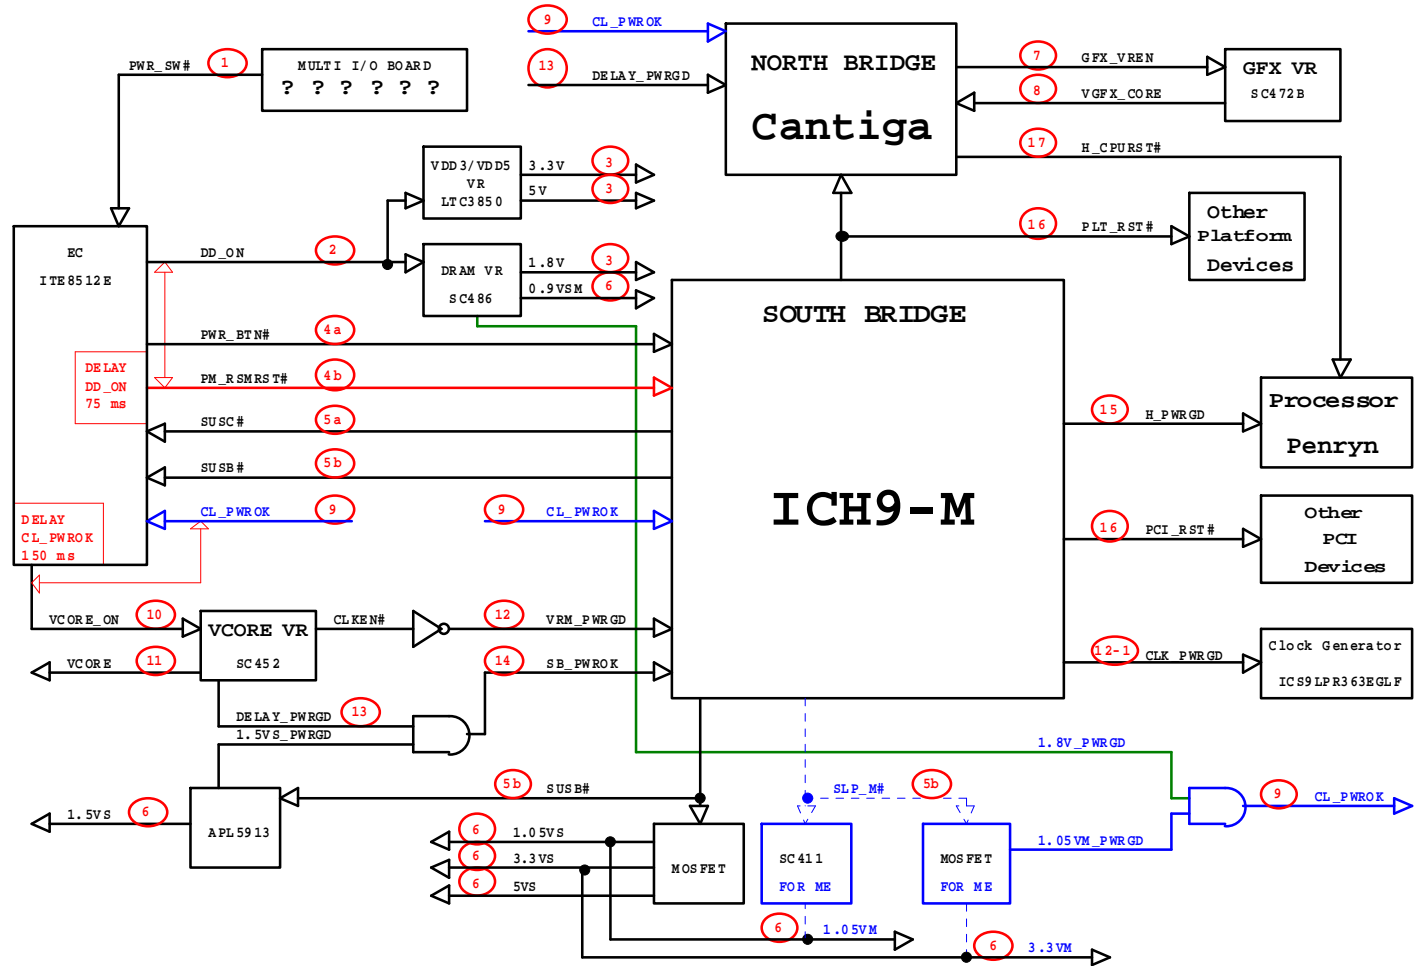 9
CL_PWROK
PWR_SW#
1
MULTI I/O BOARD
? ? ? ? ? ?
13
DELAY_PWRGD
NORTH BRIDGE
Cantiga
7
GFX_VREN
8
VGFX_CORE
GFX VR
SC472B
17
H_CPURST#
VDD3/VDD5
VR
LTC3850
3.3V
3
5V
3
16
PLT_RST#
Other
Platform
Devices
EC
ITE8512E
DD_ON
2
DRAM VR
SC486
1.8V
3
0.9VSM
6
SOUTH BRIDGE
ICH9-M
PWR_BTN#
4a
DELAY
DD_ON
75 ms
PM_RSMRST#
4b
SUSC#
5a
SUSB#
5b
CL_PWROK
9
9
CL_PWROK
DELAY
CL_PWROK
150 ms
15
H_PWRGD
Processor
Penryn
16
PCI_RST#
Other
PCI
Devices
VCORE_ON
10
VCORE VR
SC452
CLKEN#
12
VRM_PWRGD
VCORE
11
14
SB_PWROK
12-1
CLK_PWRGD
Clock Generator
ICS9LPR363EGLF
DELAY_PWRGD
13
1.5VS_PWRGD
1.8V_PWRGD
5b
SUSB#
SLP_M#
5b
9
CL_PWROK
1.5VS
6
APL5913
6
1.05VS
6
3.3VS
6
5VS
MOSFET
SC411
FOR ME
MOSFET
FOR ME
1.05VM_PWRGD
6
1.05VM
6
3.3VM